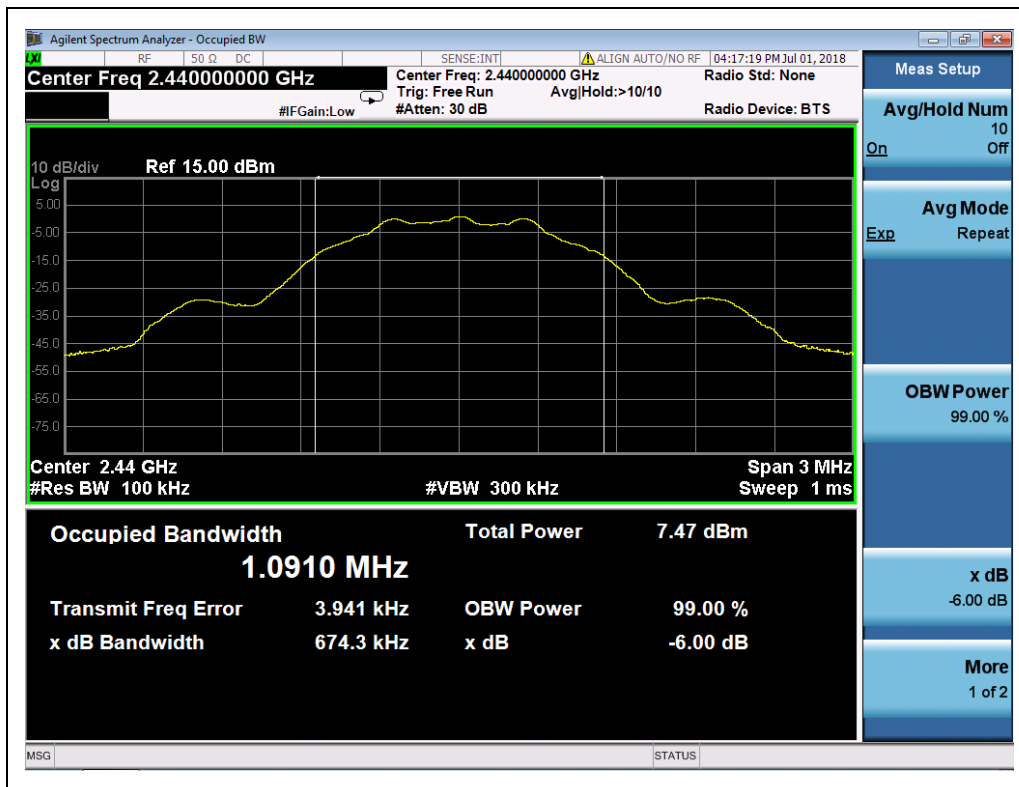 Agilent Spectrum Analyzer - Occupied BW
LXI RF 50 Ω DC SENSE:INT ALIGN AUTO/NO RF 04:17:19 PM Jul 01, 2018
Center Freq 2.440000000 GHz
Center Freq: 2.440000000 GHz Radio Std: None
Trig: Free Run Avg|Hold:>10/10
#IFGain:Low #Atten: 30 dB Radio Device: BTS
10 dB/div Ref 15.00 dBm
Log
5.00
-5.00
-15.0
-25.0
-35.0
-45.0
-55.0
-65.0
-75.0
Center 2.44 GHz Span 3 MHz
#Res BW 100 kHz #VBW 300 kHz Sweep 1 ms
Occupied Bandwidth Total Power 7.47 dBm
1.0910 MHz
Transmit Freq Error 3.941 kHz OBW Power 99.00 %
x dB Bandwidth 674.3 kHz x dB -6.00 dB
Meas Setup
Avg/Hold Num
10
On Off
Avg Mode
Exp Repeat
OBW Power
99.00 %
x dB
-6.00 dB
More
1 of 2
MSG STATUS